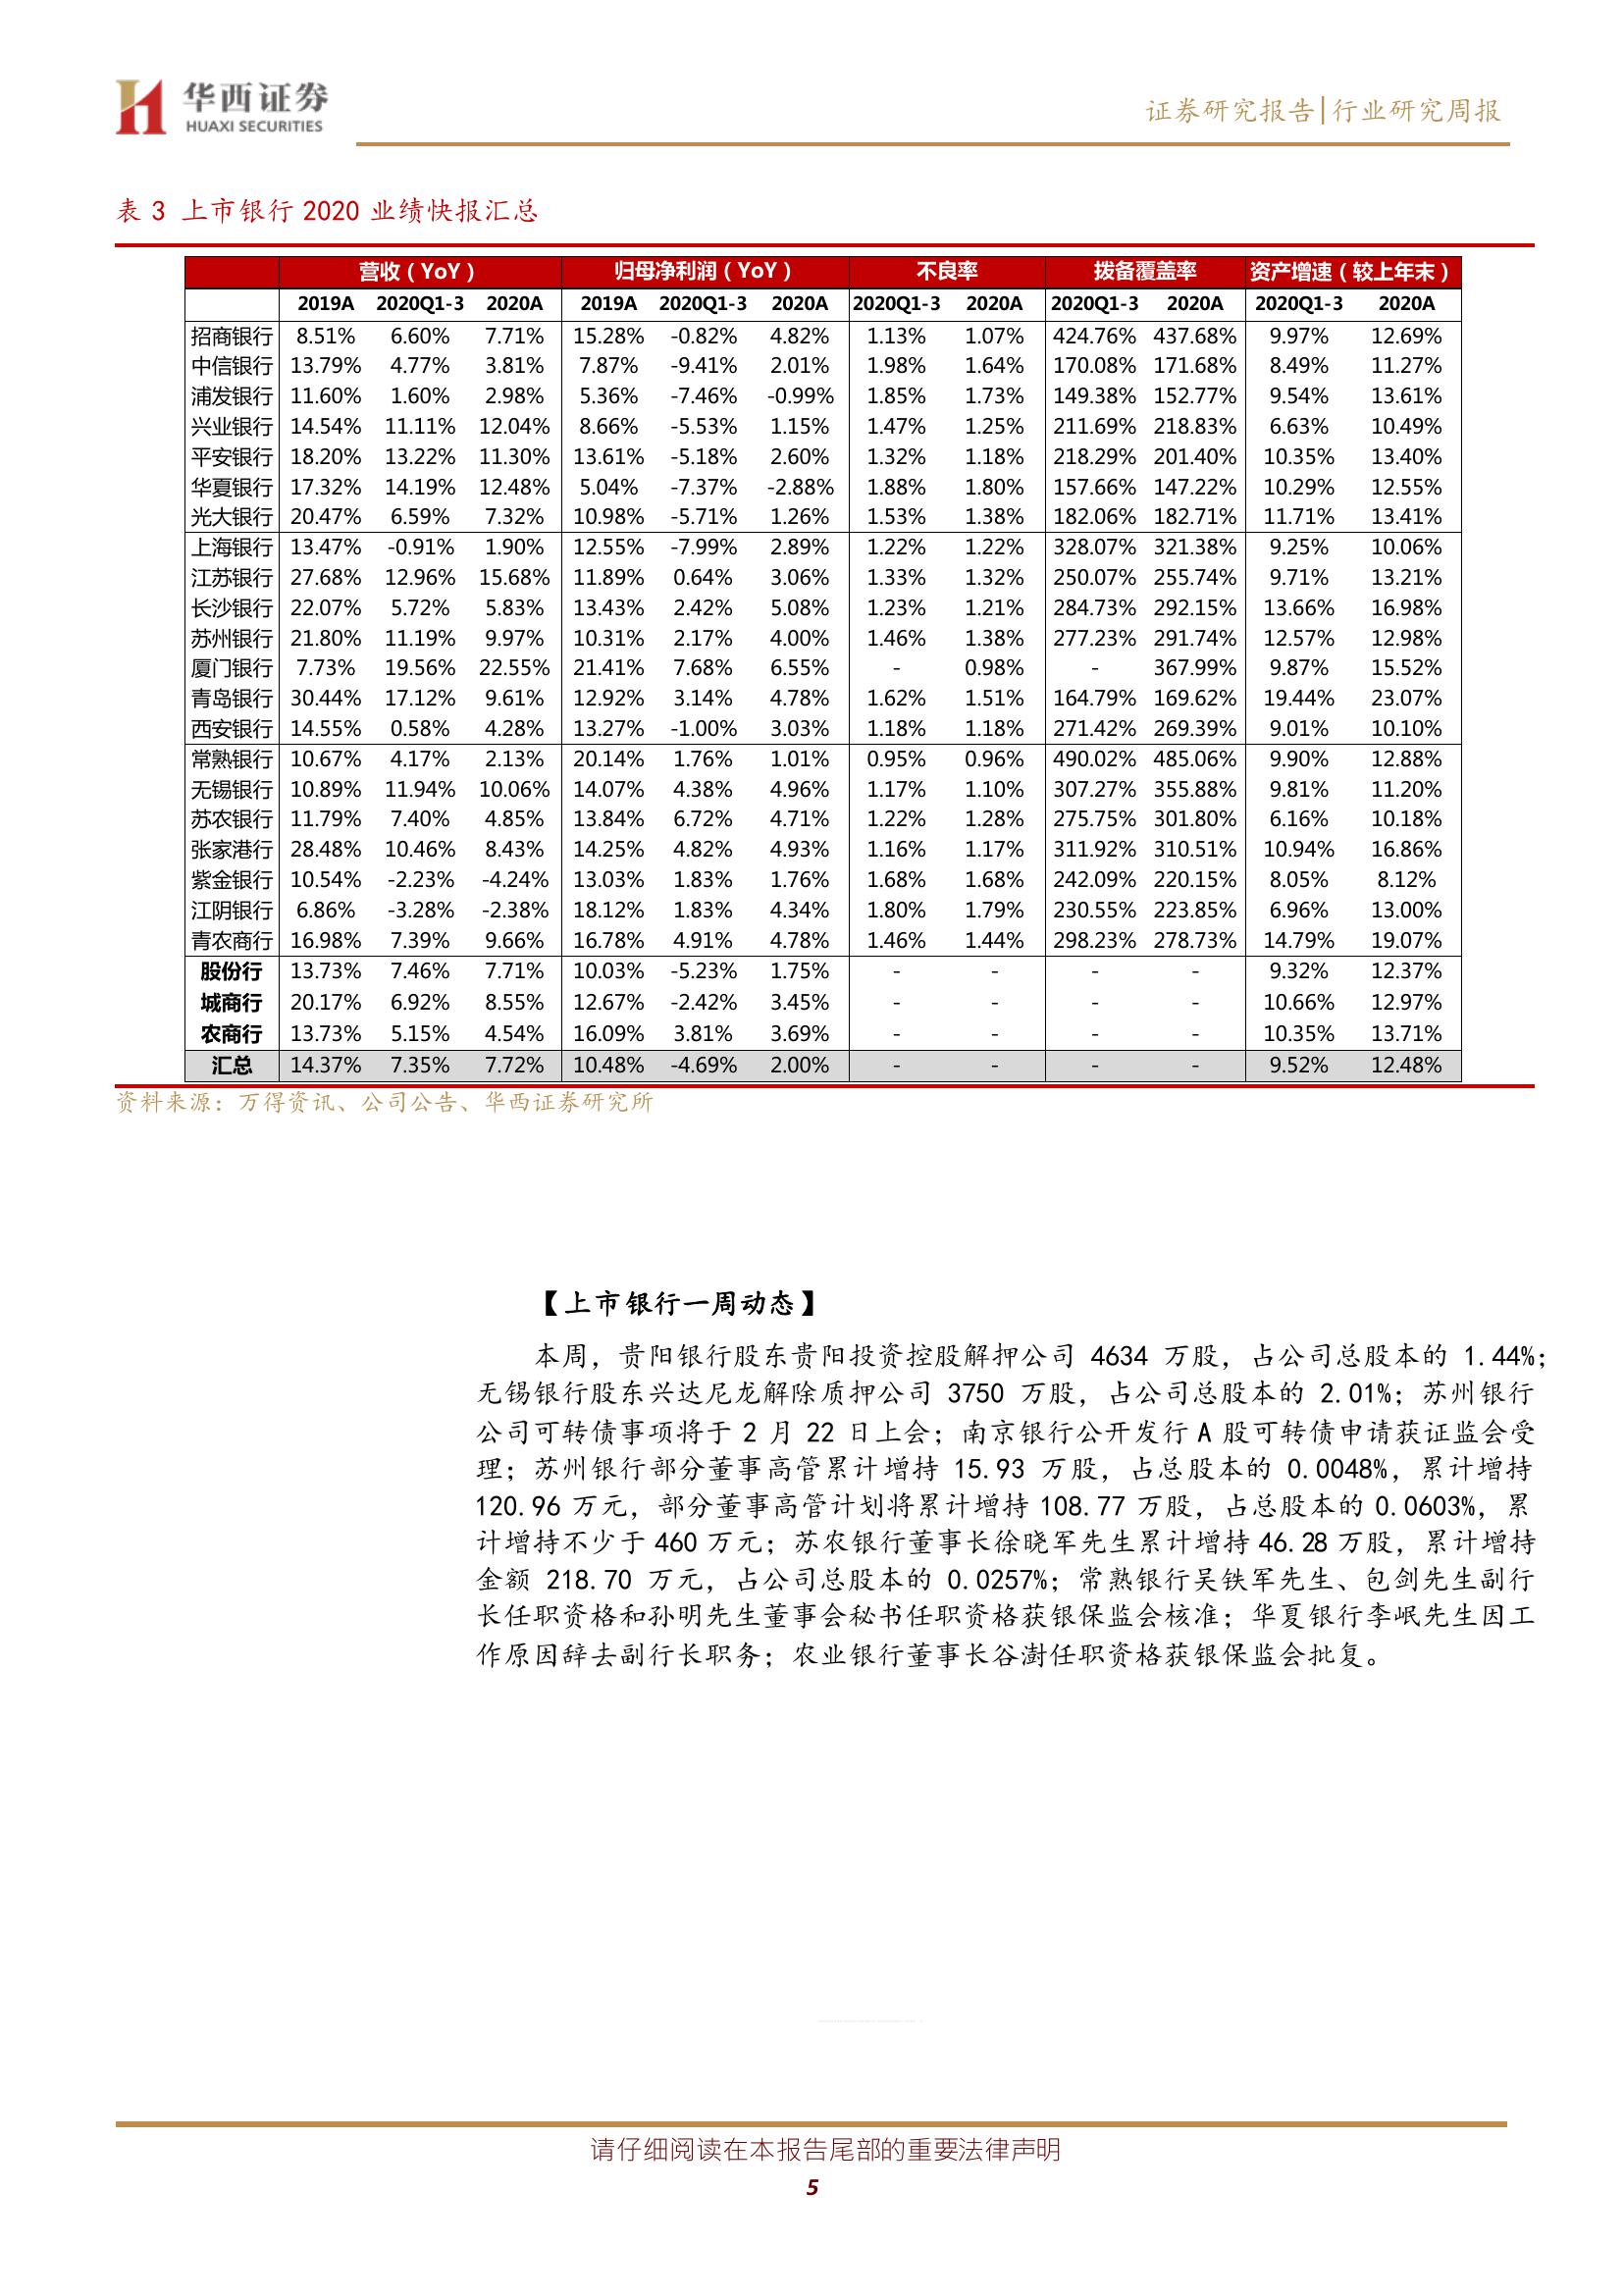 华西证券
HUAXI SECURITIES
证券研究报告|行业研究周报
表 3 上市银行 2020 业绩快报汇总
营收（YoY） 归母净利润（YoY） 不良率 拨备覆盖率 资产增速（较上年末）
2019A 2020Q1-3 2020A 2019A 2020Q1-3 2020A 2020Q1-3 2020A 2020Q1-3 2020A 2020Q1-3 2020A
招商银行 8.51% 6.60% 7.71% 15.28% -0.82% 4.82% 1.13% 1.07% 424.76% 437.68% 9.97% 12.69%
中信银行 13.79% 4.77% 3.81% 7.87% -9.41% 2.01% 1.98% 1.64% 170.08% 171.68% 8.49% 11.27%
浦发银行 11.60% 1.60% 2.98% 5.36% -7.46% -0.99% 1.85% 1.73% 149.38% 152.77% 9.54% 13.61%
兴业银行 14.54% 11.11% 12.04% 8.66% -5.53% 1.15% 1.47% 1.25% 211.69% 218.83% 6.63% 10.49%
平安银行 18.20% 13.22% 11.30% 13.61% -5.18% 2.60% 1.32% 1.18% 218.29% 201.40% 10.35% 13.40%
华夏银行 17.32% 14.19% 12.48% 5.04% -7.37% -2.88% 1.88% 1.80% 157.66% 147.22% 10.29% 12.55%
光大银行 20.47% 6.59% 7.32% 10.98% -5.71% 1.26% 1.53% 1.38% 182.06% 182.71% 11.71% 13.41%
上海银行 13.47% -0.91% 1.90% 12.55% -7.99% 2.89% 1.22% 1.22% 328.07% 321.38% 9.25% 10.06%
江苏银行 27.68% 12.96% 15.68% 11.89% 0.64% 3.06% 1.33% 1.32% 250.07% 255.74% 9.71% 13.21%
长沙银行 22.07% 5.72% 5.83% 13.43% 2.42% 5.08% 1.23% 1.21% 284.73% 292.15% 13.66% 16.98%
苏州银行 21.80% 11.19% 9.97% 10.31% 2.17% 4.00% 1.46% 1.38% 277.23% 291.74% 12.57% 12.98%
厦门银行 7.73% 19.56% 22.55% 21.41% 7.68% 6.55% - 0.98% - 367.99% 9.87% 15.52%
青岛银行 30.44% 17.12% 9.61% 12.92% 3.14% 4.78% 1.62% 1.51% 164.79% 169.62% 19.44% 23.07%
西安银行 14.55% 0.58% 4.28% 13.27% -1.00% 3.03% 1.18% 1.18% 271.42% 269.39% 9.01% 10.10%
常熟银行 10.67% 4.17% 2.13% 20.14% 1.76% 1.01% 0.95% 0.96% 490.02% 485.06% 9.90% 12.88%
无锡银行 10.89% 11.94% 10.06% 14.07% 4.38% 4.96% 1.17% 1.10% 307.27% 355.88% 9.81% 11.20%
苏农银行 11.79% 7.40% 4.85% 13.84% 6.72% 4.71% 1.22% 1.28% 275.75% 301.80% 6.16% 10.18%
张家港行 28.48% 10.46% 8.43% 14.25% 4.82% 4.93% 1.16% 1.17% 311.92% 310.51% 10.94% 16.86%
紫金银行 10.54% -2.23% -4.24% 13.03% 1.83% 1.76% 1.68% 1.68% 242.09% 220.15% 8.05% 8.12%
江阴银行 6.86% -3.28% -2.38% 18.12% 1.83% 4.34% 1.80% 1.79% 230.55% 223.85% 6.96% 13.00%
青农商行 16.98% 7.39% 9.66% 16.78% 4.91% 4.78% 1.46% 1.44% 298.23% 278.73% 14.79% 19.07%
股份行 13.73% 7.46% 7.71% 10.03% -5.23% 1.75% - - - - 9.32% 12.37%
城商行 20.17% 6.92% 8.55% 12.67% -2.42% 3.45% - - - - 10.66% 12.97%
农商行 13.73% 5.15% 4.54% 16.09% 3.81% 3.69% - - - - 10.35% 13.71%
汇总 14.37% 7.35% 7.72% 10.48% -4.69% 2.00% - - - - 9.52% 12.48%
资料来源：万得资讯、公司公告、华西证券研究所
【上市银行一周动态】
本周，贵阳银行股东贵阳投资控股解押公司 4634 万股，占公司总股本的 1.44%；
无锡银行股东兴达尼龙解除质押公司 3750 万股，占公司总股本的 2.01%；苏州银行
公司可转债事项将于 2 月 22 日上会；南京银行公开发行 A 股可转债申请获证监会受
理；苏州银行部分董事高管累计增持 15.93 万股，占总股本的 0.0048%，累计增持
120.96 万元，部分董事高管计划将累计增持 108.77 万股，占总股本的 0.0603%，累
计增持不少于 460 万元；苏农银行董事长徐晓军先生累计增持 46.28 万股，累计增持
金额 218.70 万元，占公司总股本的 0.0257%；常熟银行吴铁军先生、包剑先生副行
长任职资格和孙明先生董事会秘书任职资格获银保监会核准；华夏银行李岷先生因工
作原因辞去副行长职务；农业银行董事长谷澍任职资格获银保监会批复。
请仔细阅读在本报告尾部的重要法律声明
5